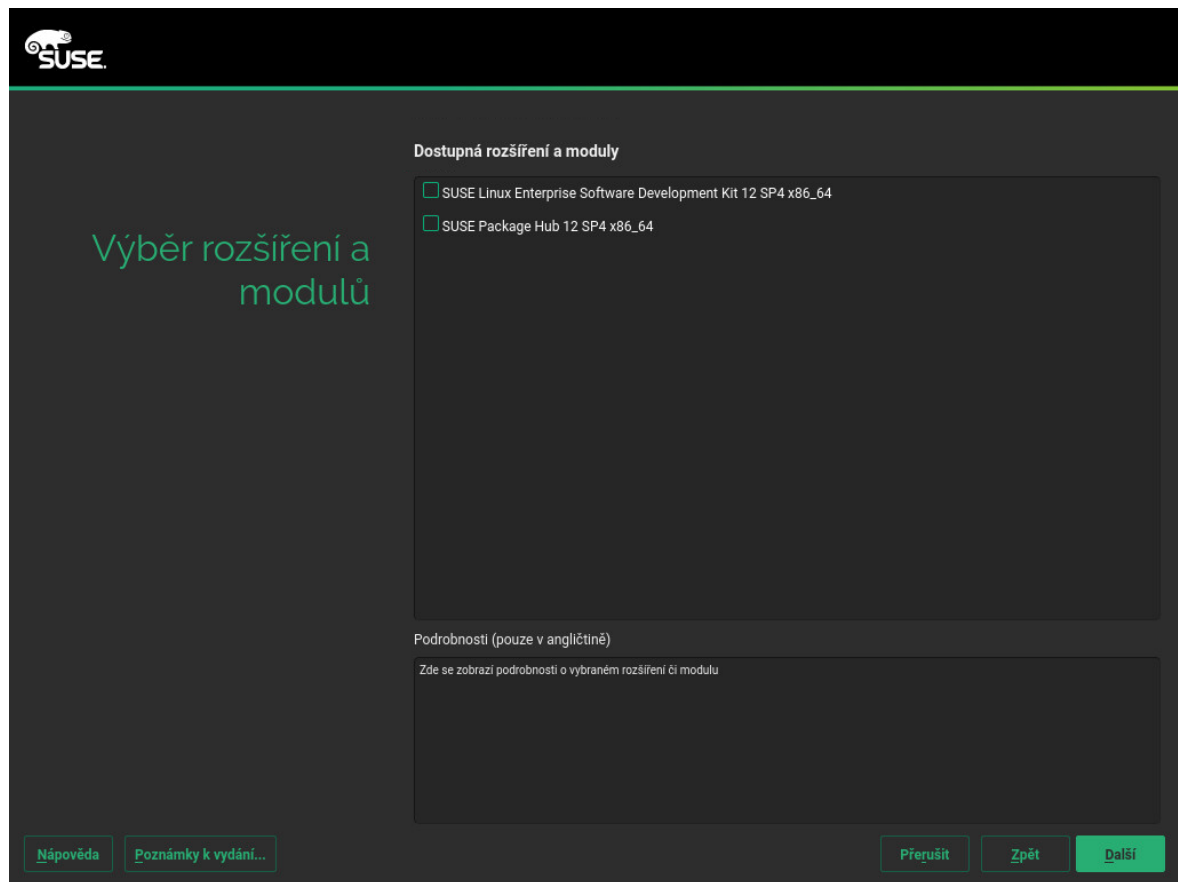 SUSE.
Dostupná rozšíření a moduly
SUSE Linux Enterprise Software Development Kit 12 SP4 x86_64
SUSE Package Hub 12 SP4 x86_64
Výběr rozšíření a
modulů
Podrobnosti (pouze v angličtině)
Zde se zobrazí podrobnosti o vybraném rozšíření či modulu
Nápověda Poznámky k vydání... Přerušit Zpět Další